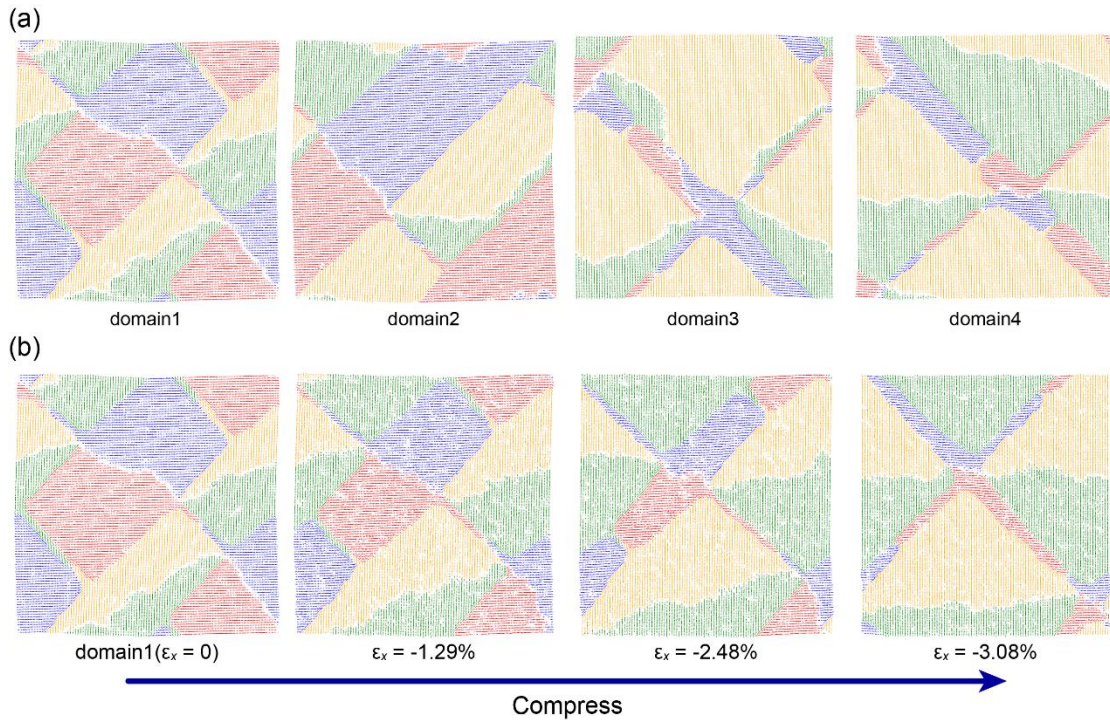 (a)
domain1 domain2 domain3 domain4
(b)
domain1(εₓ = 0) εₓ = -1.29% εₓ = -2.48% εₓ = -3.08%
Compress